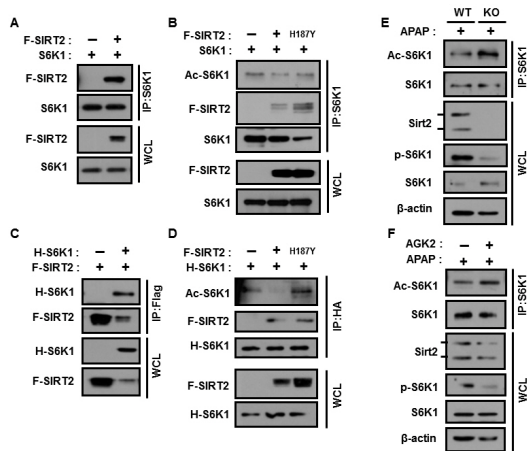 A
F-SIRT2 : − +
S6K1 : + +
F-SIRT2
S6K1
IP:S6K1
F-SIRT2
S6K1
WCL
B
F-SIRT2 : − + H187Y
S6K1 : + + +
Ac-S6K1
F-SIRT2
S6K1
IP:S6K1
F-SIRT2
S6K1
WCL
C
H-S6K1 : − +
F-SIRT2 : + +
H-S6K1
F-SIRT2
IP:Flag
H-S6K1
F-SIRT2
WCL
D
F-SIRT2 : − + H187Y
H-S6K1 : + + +
Ac-S6K1
F-SIRT2
H-S6K1
IP:HA
F-SIRT2
H-S6K1
WCL
E
WT KO
APAP : + +
Ac-S6K1
S6K1
IP:S6K1
Sirt2
p-S6K1
S6K1
β-actin
WCL
F
AGK2 : − +
APAP : + +
Ac-S6K1
S6K1
IP:S6K1
Sirt2
p-S6K1
S6K1
β-actin
WCL